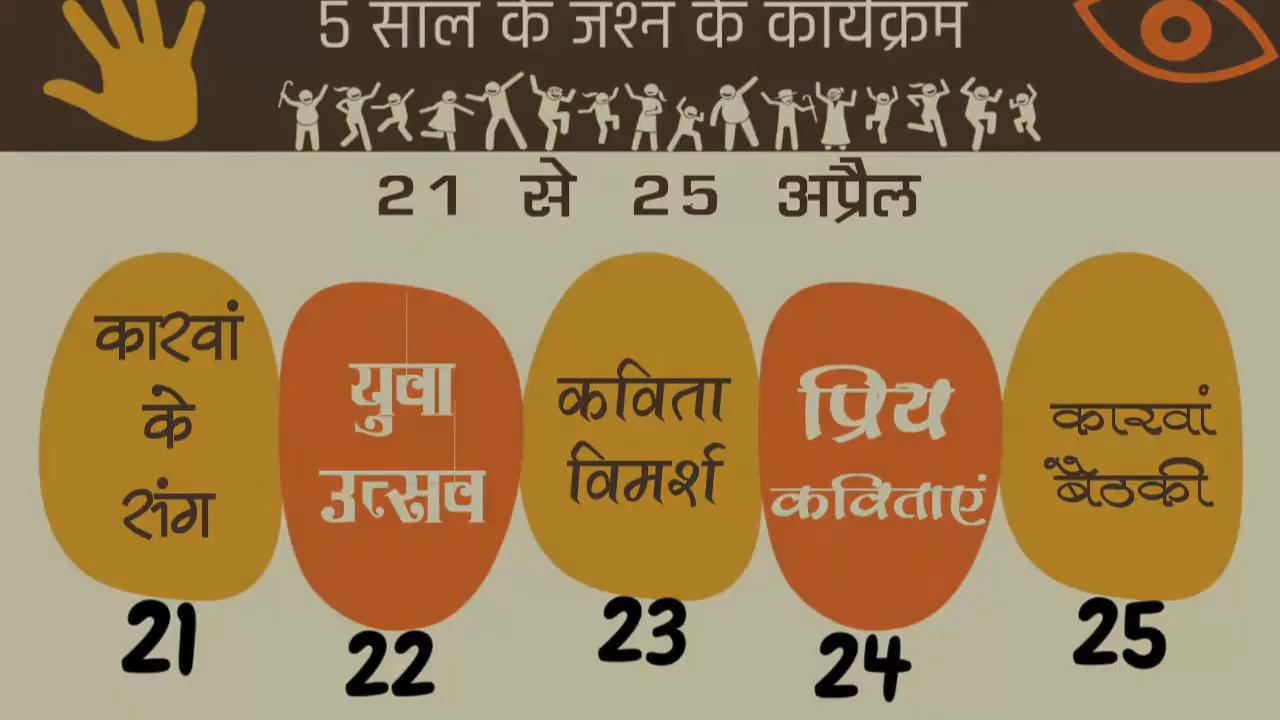 5 साल के जश्न के कार्यक्रम
21 से 25 अप्रैल
कारवां
के
संग
21
युवा
उत्सव
22
कविता
विमर्श
23
प्रिय
कविताएं
24
कारवां
बैठकी
25